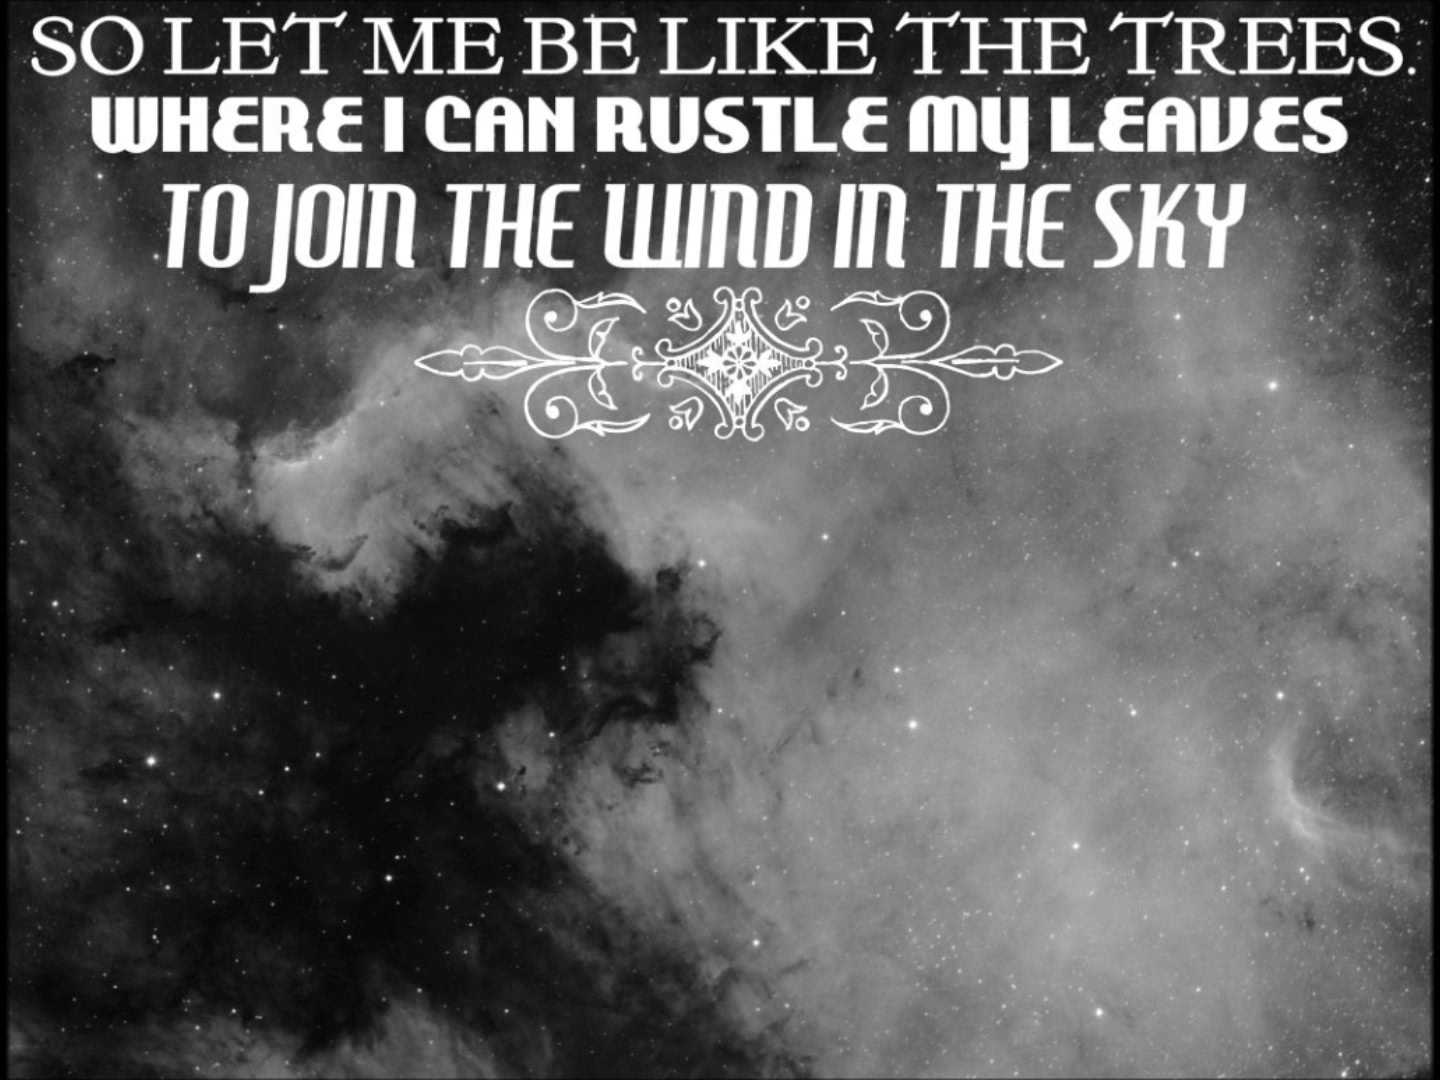 SO LET ME BE LIKE THE TREES.
WHERE I CAN RUSTLE MY LEAVES
TO JOIN THE WIND IN THE SKY